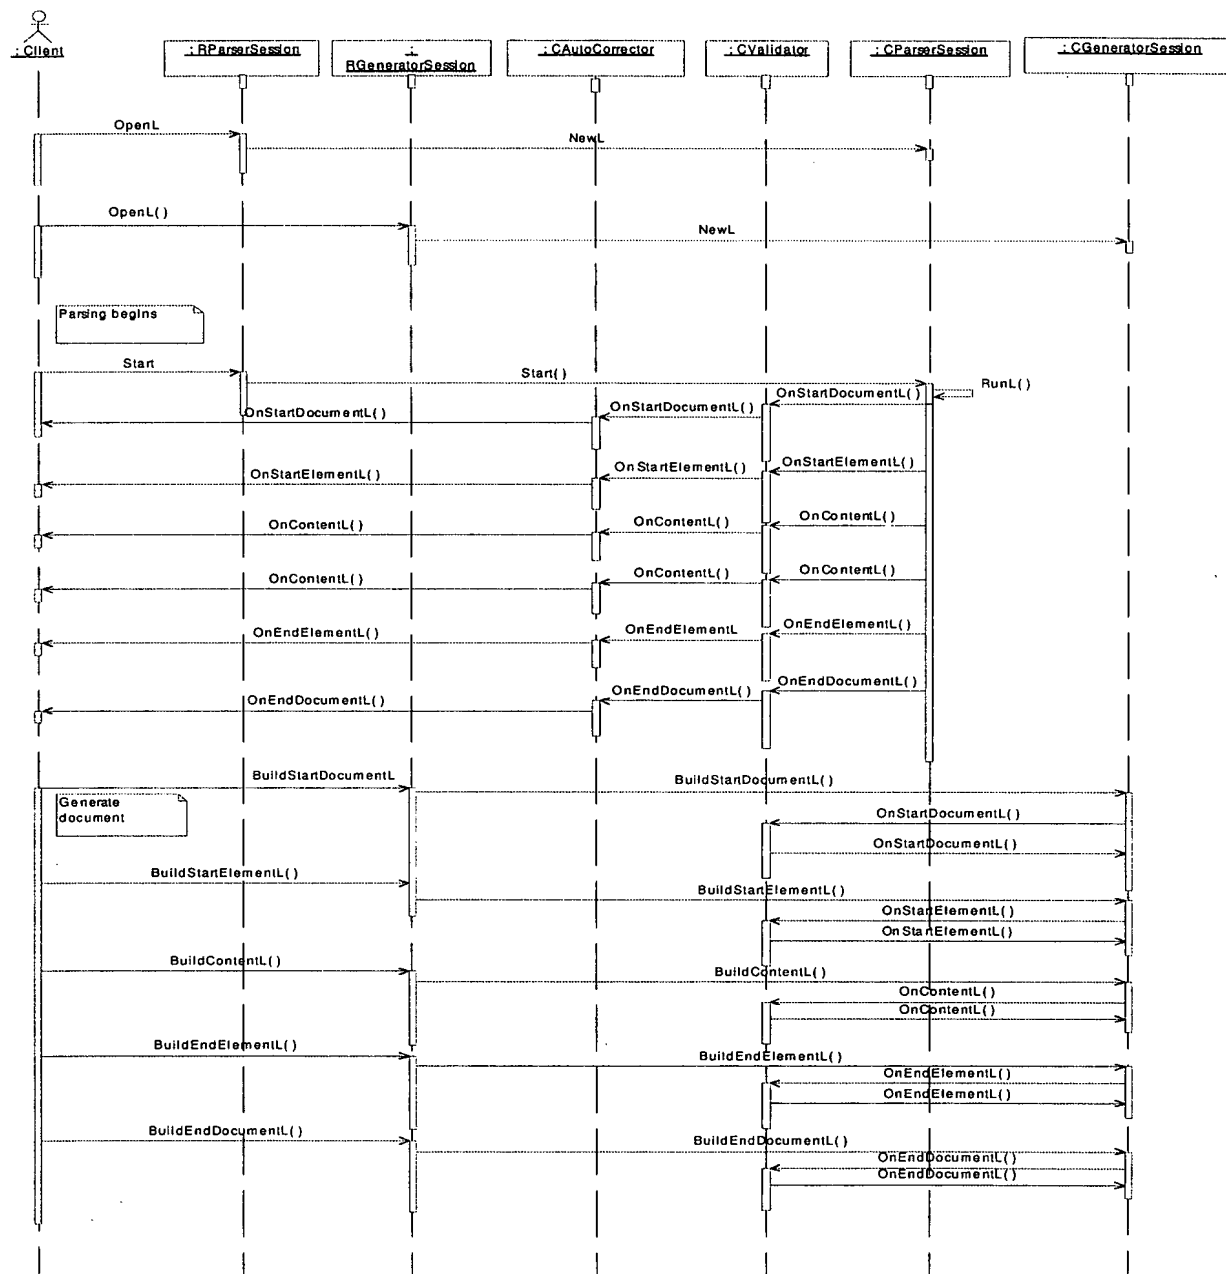 : Client
: RParserSession
:
RGeneratorSession
: CAutoCorrector
: CValidator
: CParserSession
: CGeneratorSession
OpenL
NewL
OpenL()
NewL
Parsing begins
Start
Start()
RunL()
OnStartDocumentL()
OnStartDocumentL()
OnStartDocumentL()
OnStartElementL()
OnStartElementL()
OnStartElementL()
OnContentL()
OnContentL()
OnContentL()
OnContentL()
OnContentL()
OnContentL()
OnEndElementL()
OnEndElementL
OnEndElementL()
OnEndDocumentL()
OnEndDocumentL()
OnEndDocumentL()
BuildStartDocumentL
BuildStartDocumentL()
Generate
document
OnStartDocumentL()
OnStartDocumentL()
BuildStartElementL()
BuildStartElementL()
OnStartElementL()
OnStartElementL()
BuildContentL()
BuildContentL()
OnContentL()
OnContentL()
BuildEndElementL()
BuildEndElementL()
OnEndElementL()
OnEndElementL()
BuildEndDocumentL()
BuildEndDocumentL()
OnEndDocumentL()
OnEndDocumentL()